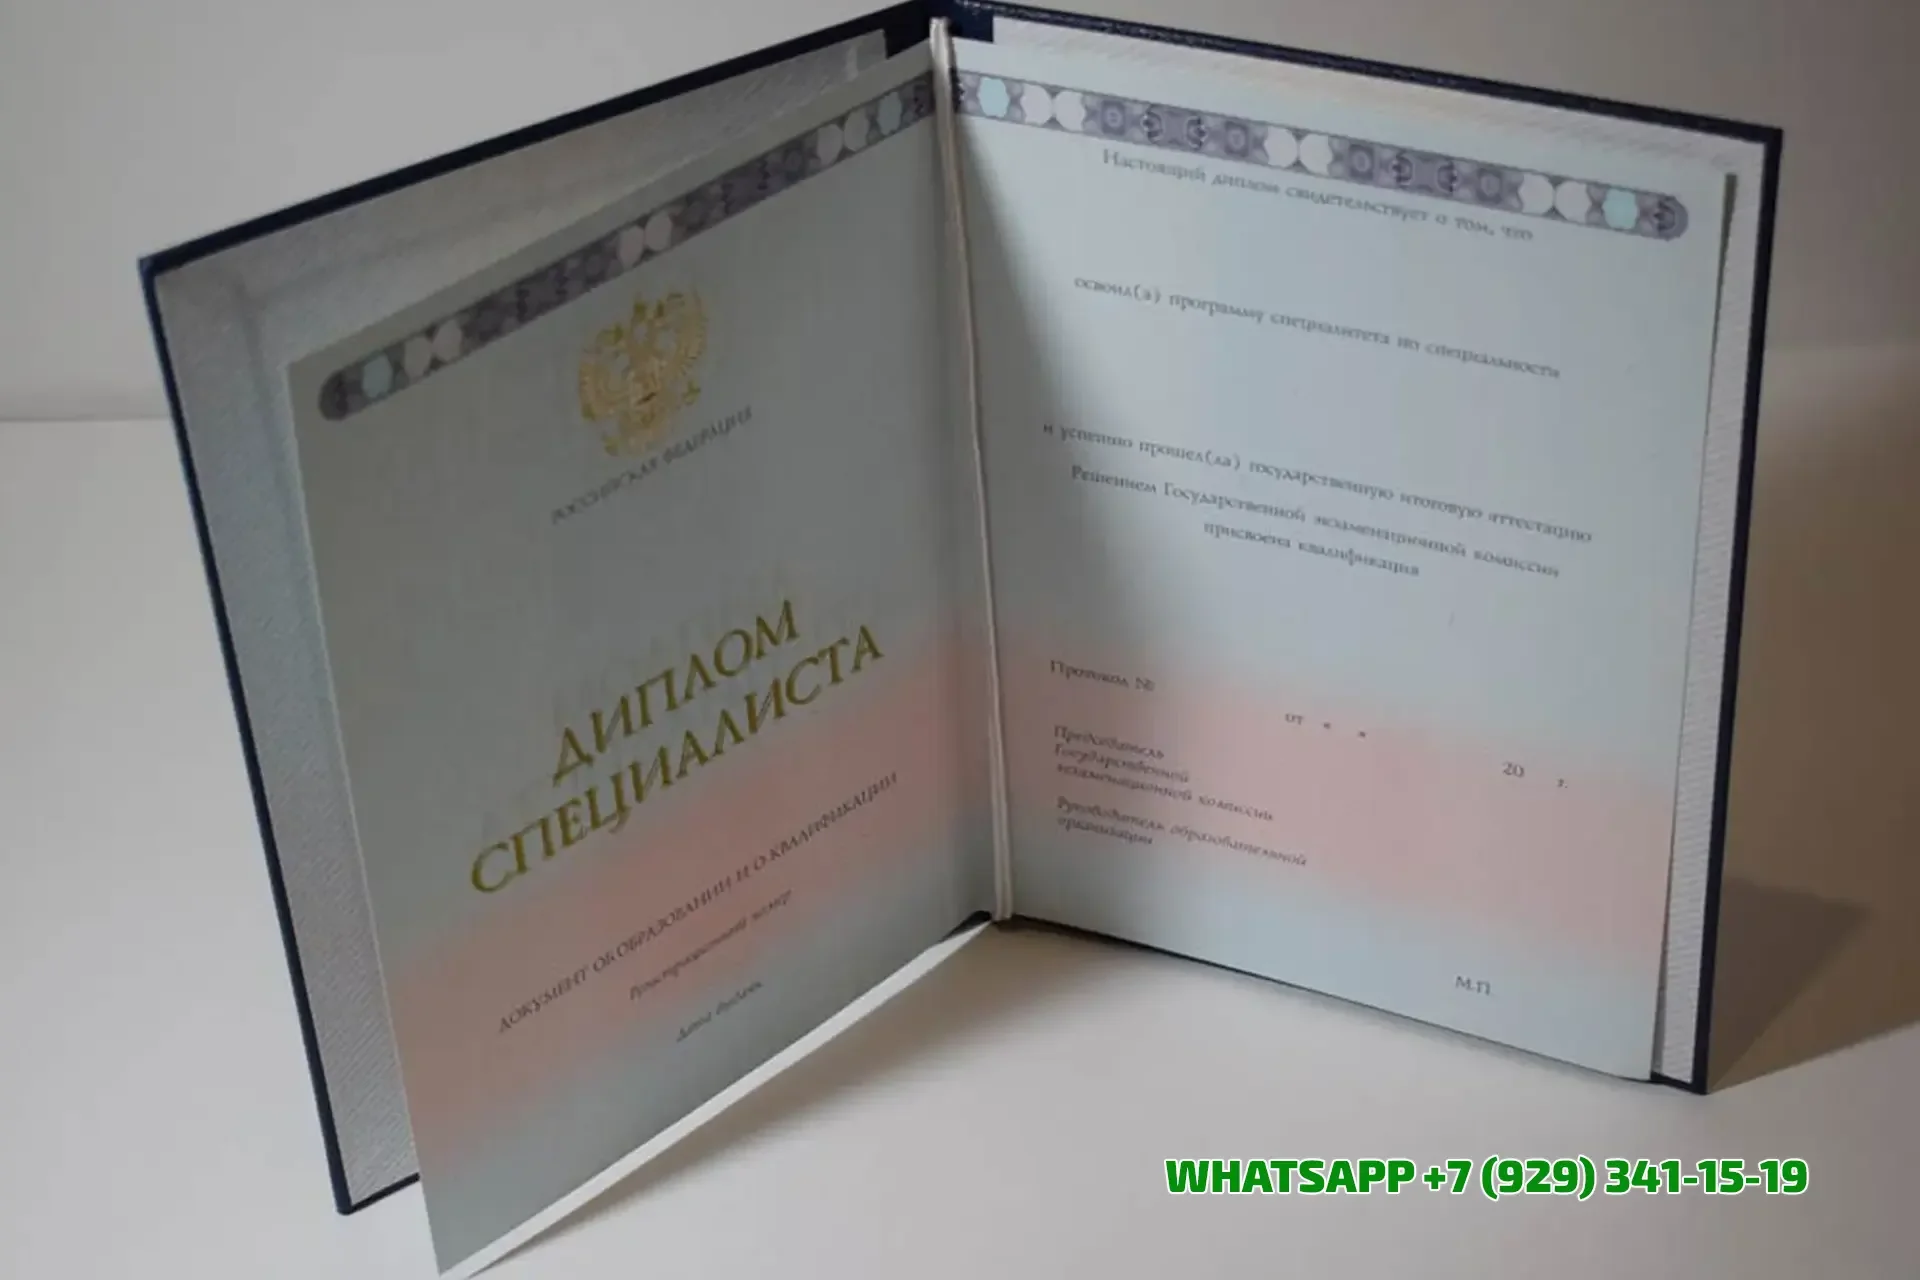 РОССИЙСКАЯ ФЕДЕРАЦИЯ
ДИПЛОМ
СПЕЦИАЛИСТА
ДОКУМЕНТ ОБ ОБРАЗОВАНИИ И О КВАЛИФИКАЦИИ
Регистрационный номер
Дата выдачи
Настоящий диплом свидетельствует о том, что
освоил(а) программу специалитета по специальности
и успешно прошел(ла) государственную итоговую аттестацию
Решением Государственной экзаменационной комиссии
присвоена квалификация
Протокол №
от « »
20 г.
Председатель
Государственной
экзаменационной комиссии
Руководитель образовательной
организации
М.П.
WHATSAPP +7 (929) 341-15-19